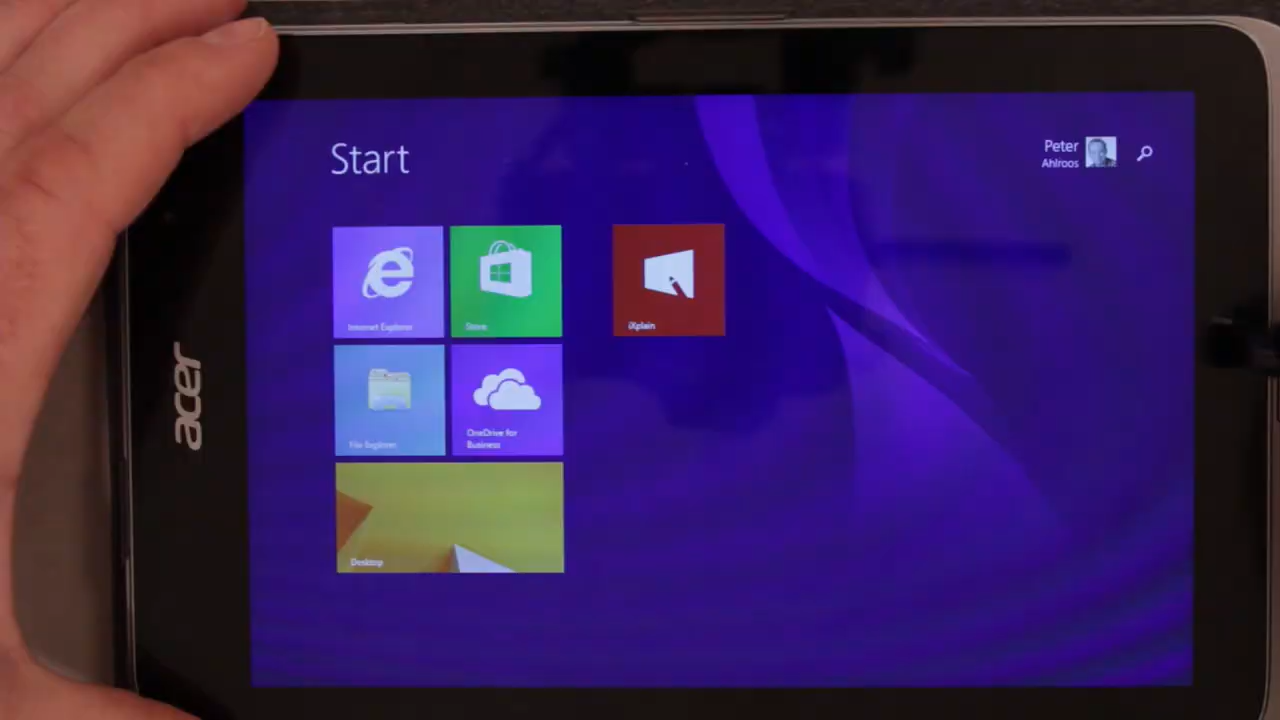 Start
Peter
Ahlroos
Internet Explorer
Store
iXplain
File Explorer
OneDrive for
Business
Desktop
acer